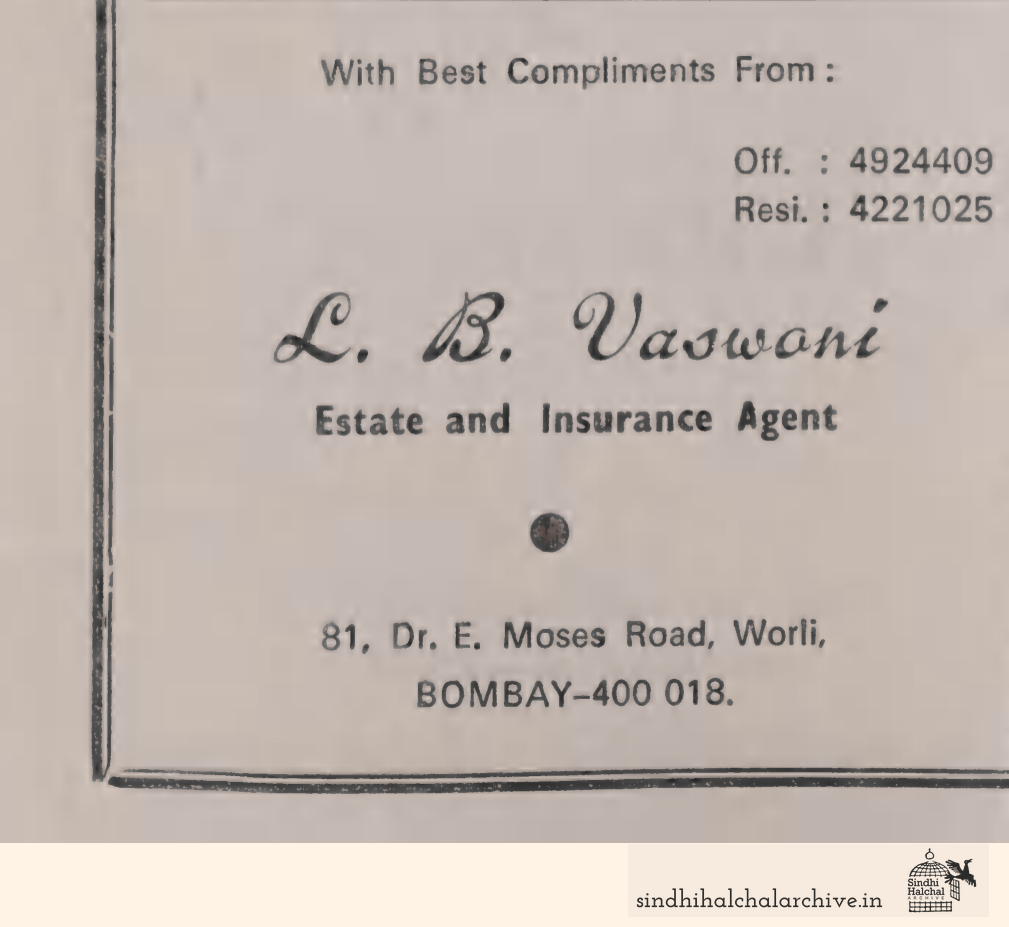 With Best Compliments From :
Off. : 4924409
Resi. : 4221025
L. B. Vaswani
Estate and Insurance Agent
81, Dr. E. Moses Road, Worli,
BOMBAY–400 018.
sindhihalchalarchive.in
Sindhi
Halchal
ARCHIVE